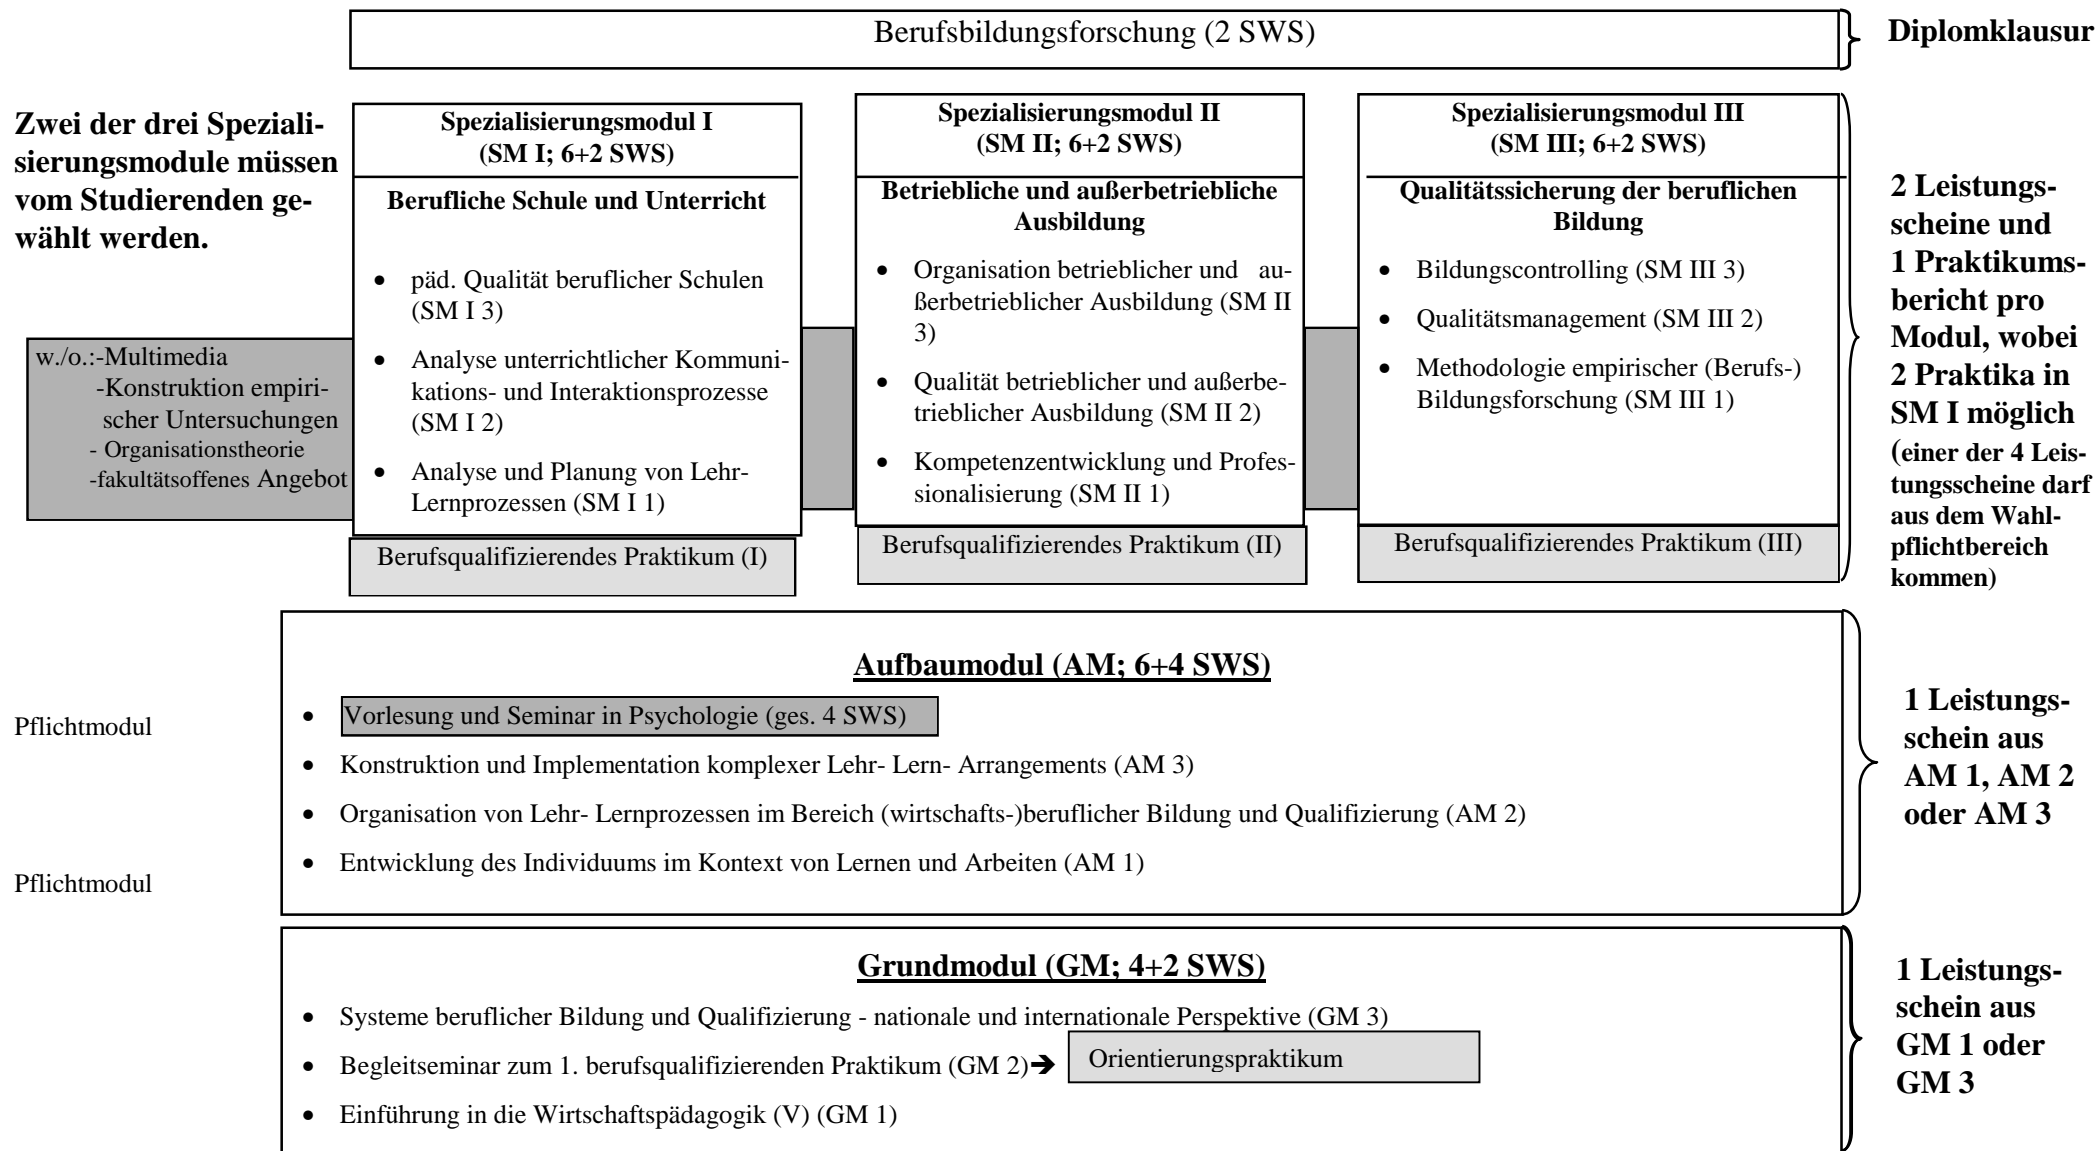 Berufsbildungsforschung (2 SWS)
Diplomklausur
Zwei der drei Speziali-
sierungsmodule müssen
vom Studierenden ge-
wählt werden.
Spezialisierungsmodul I
(SM I; 6+2 SWS)
Berufliche Schule und Unterricht
• päd. Qualität beruflicher Schulen
(SM I 3)
• Analyse unterrichtlicher Kommuni-
kations- und Interaktionsprozesse
(SM I 2)
• Analyse und Planung von Lehr-
Lernprozessen (SM I 1)
Berufsqualifizierendes Praktikum (I)
Spezialisierungsmodul II
(SM II; 6+2 SWS)
Betriebliche und außerbetriebliche
Ausbildung
• Organisation betrieblicher und au-
ßerbetrieblicher Ausbildung (SM II
3)
• Qualität betrieblicher und außerbe-
trieblicher Ausbildung (SM II 2)
• Kompetenzentwicklung und Profes-
sionalisierung (SM II 1)
Berufsqualifizierendes Praktikum (II)
Spezialisierungsmodul III
(SM III; 6+2 SWS)
Qualitätssicherung der beruflichen
Bildung
• Bildungscontrolling (SM III 3)
• Qualitätsmanagement (SM III 2)
• Methodologie empirischer (Berufs-)
Bildungsforschung (SM III 1)
Berufsqualifizierendes Praktikum (III)
w./o.:-Multimedia
-Konstruktion empiri-
scher Untersuchungen
- Organisationstheorie
-fakultätsoffenes Angebot
2 Leistungs-
scheine und
1 Praktikums-
bericht pro
Modul, wobei
2 Praktika in
SM I möglich
(einer der 4 Leis-
tungsscheine darf
aus dem Wahl-
pflichtbereich
kommen)
Pflichtmodul
Aufbaumodul (AM; 6+4 SWS)
• Vorlesung und Seminar in Psychologie (ges. 4 SWS)
• Konstruktion und Implementation komplexer Lehr- Lern- Arrangements (AM 3)
• Organisation von Lehr- Lernprozessen im Bereich (wirtschafts-)beruflicher Bildung und Qualifizierung (AM 2)
• Entwicklung des Individuums im Kontext von Lernen und Arbeiten (AM 1)
1 Leistungs-
schein aus
AM 1, AM 2
oder AM 3
Pflichtmodul
Grundmodul (GM; 4+2 SWS)
• Systeme beruflicher Bildung und Qualifizierung - nationale und internationale Perspektive (GM 3)
• Begleitseminar zum 1. berufsqualifizierenden Praktikum (GM 2)➔ Orientierungspraktikum
• Einführung in die Wirtschaftspädagogik (V) (GM 1)
1 Leistungs-
schein aus
GM 1 oder
GM 3